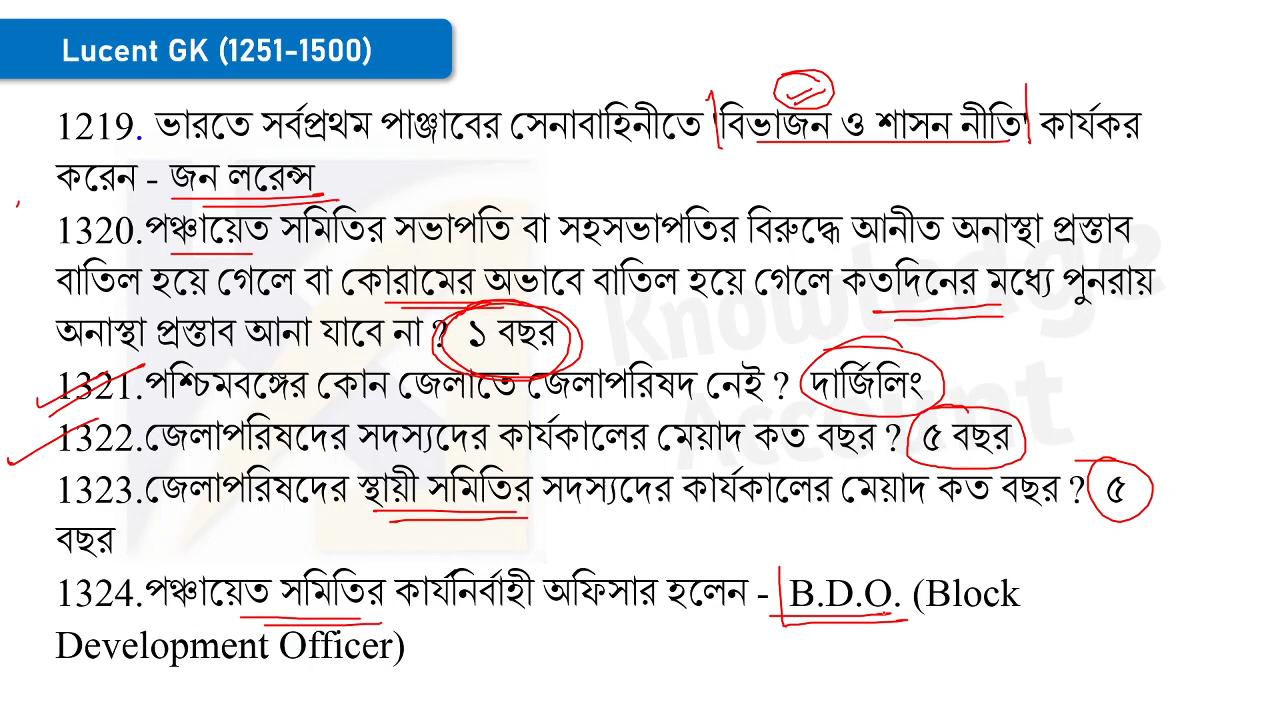 Lucent GK (1251-1500)
1219. ভারতে সর্বপ্রথম পাঞ্জাবের সেনাবাহিনীতে 'বিভাজন ও শাসন নীতি' কার্যকর
করেন - জন লরেন্স
1320.পঞ্চায়েত সমিতির সভাপতি বা সহসভাপতির বিরুদ্ধে আনীত অনাস্থা প্রস্তাব
বাতিল হয়ে গেলে বা কোরামের অভাবে বাতিল হয়ে গেলে কতদিনের মধ্যে পুনরায়
অনাস্থা প্রস্তাব আনা যাবে না ? ১ বছর
1321.পশ্চিমবঙ্গের কোন জেলাতে জেলাপরিষদ নেই ? দার্জিলিং
1322.জেলাপরিষদের সদস্যদের কার্যকালের মেয়াদ কত বছর ? ৫ বছর
1323.জেলাপরিষদের স্থায়ী সমিতির সদস্যদের কার্যকালের মেয়াদ কত বছর ? ৫
বছর
1324.পঞ্চায়েত সমিতির কার্যনির্বাহী অফিসার হলেন - B.D.O. (Block
Development Officer)
Knowledge
Account